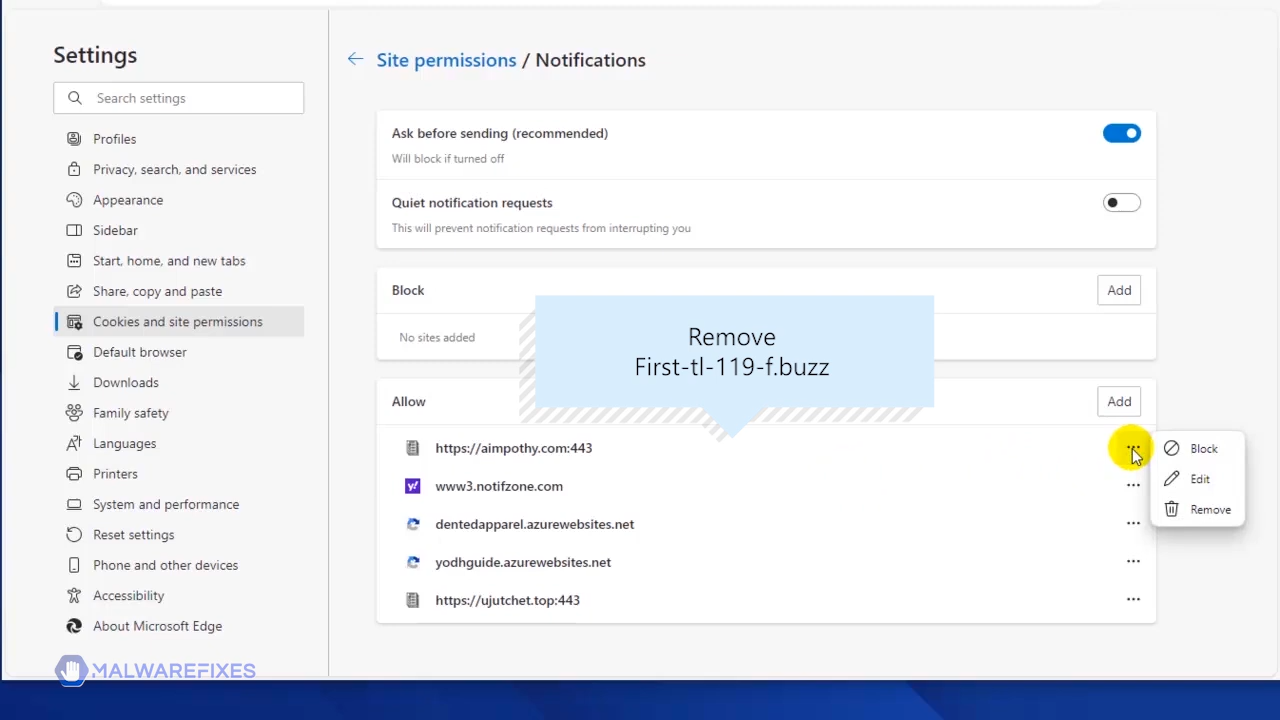 Settings
Search settings
Profiles
Privacy, search, and services
Appearance
Sidebar
Start, home, and new tabs
Share, copy and paste
Cookies and site permissions
Default browser
Downloads
Family safety
Languages
Printers
System and performance
Reset settings
Phone and other devices
Accessibility
About Microsoft Edge
MALWAREFIXES
Site permissions / Notifications
Ask before sending (recommended)
Will block if turned off
Quiet notification requests
This will prevent notification requests from interrupting you
Block
Add
No sites added
Remove
First-tl-119-f.buzz
Allow
Add
https://aimpothy.com:443
www3.notifzone.com
dentedapparel.azurewebsites.net
yodhguide.azurewebsites.net
https://ujutchet.top:443
Block
Edit
Remove